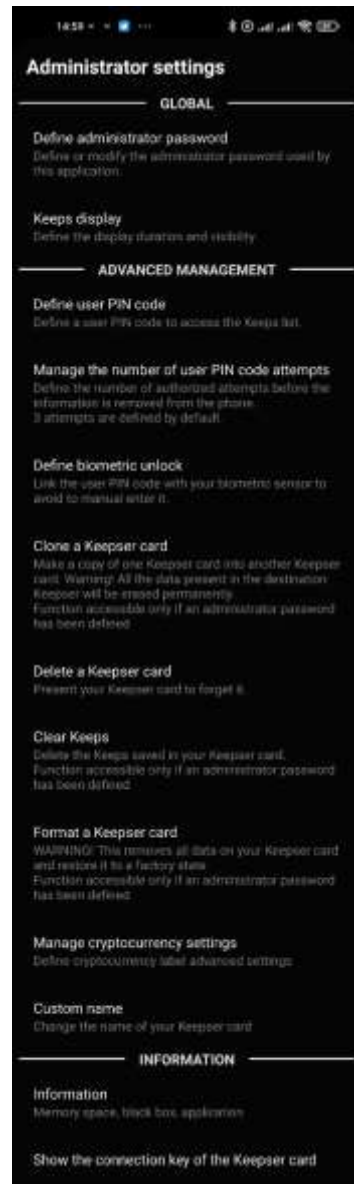 14:59
Administrator settings
GLOBAL
Define administrator password
Define or modify the administrator password used by
this application.
Keeps display
Define the display duration and visibility
ADVANCED MANAGEMENT
Define user PIN code
Define a user PIN code to access the Keeps list.
Manage the number of user PIN code attempts
Define the number of authorized attempts before the
information is removed from the phone.
3 attempts are defined by default
Define biometric unlock
Link the user PIN code with your biometric sensor to
avoid to manual enter it.
Clone a Keepser card
Make a copy of one Keepser card into another Keepser
card. Warning! All the data present in the destination
Keepser will be erased permanently.
Function accessible only if an administrator password
has been defined
Delete a Keepser card
Present your Keepser card to forget it.
Clear Keeps
Delete the Keeps saved in your Keepser card.
Function accessible only if an administrator password
has been defined
Format a Keepser card
WARNING! This removes all data on your Keepser card
and restore it to a factory state
Function accessible only if an administrator password
has been defined
Manage cryptocurrency settings
Define cryptocurrency label advanced settings
Custom name
Change the name of your Keepser card
INFORMATION
Information
Memory space, black box, application
Show the connection key of the Keepser card